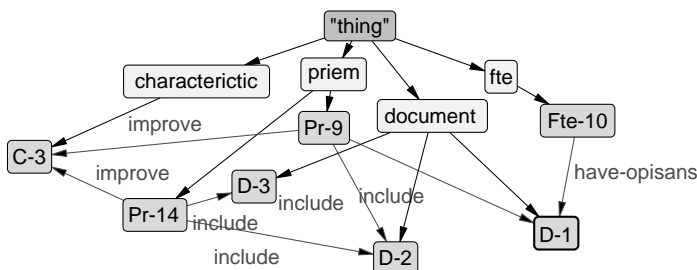 "thing"
characterictic
priem
fte
document
Pr-9
Fte-10
improve
C-3
have-opisans
improve
D-3
include
include
Pr-14
include
D-1
include
D-2